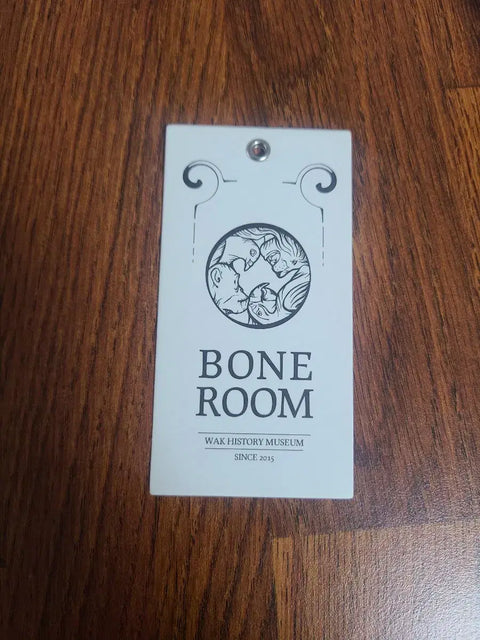 BONE
ROOM
WAK HISTORY MUSEUM
SINCE 2015